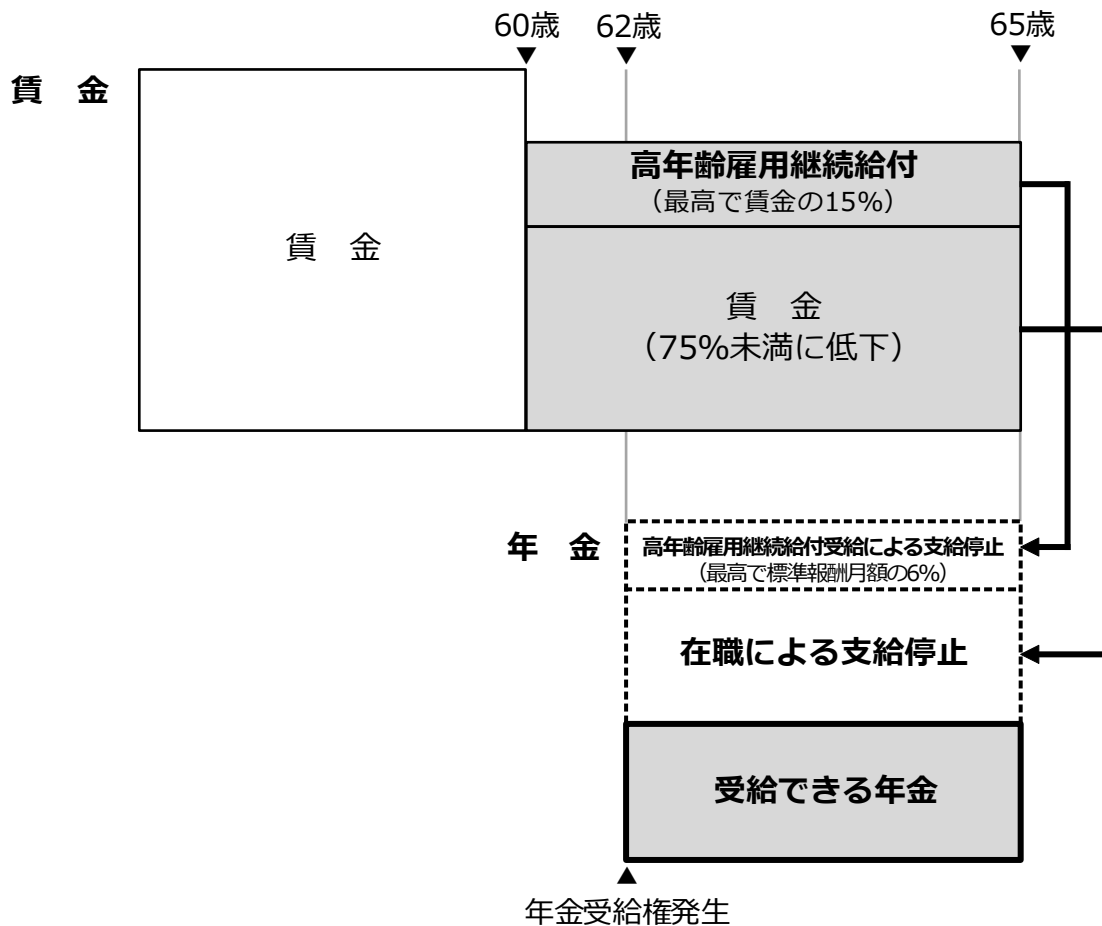 60歳
62歳
65歳
賃　金
高年齢雇用継続給付
（最高で賃金の15%）
賃　金
賃　金
（75%未満に低下）
年　金
高年齢雇用継続給付受給による支給停止
（最高で標準報酬月額の6%）
在職による支給停止
受給できる年金
年金受給権発生